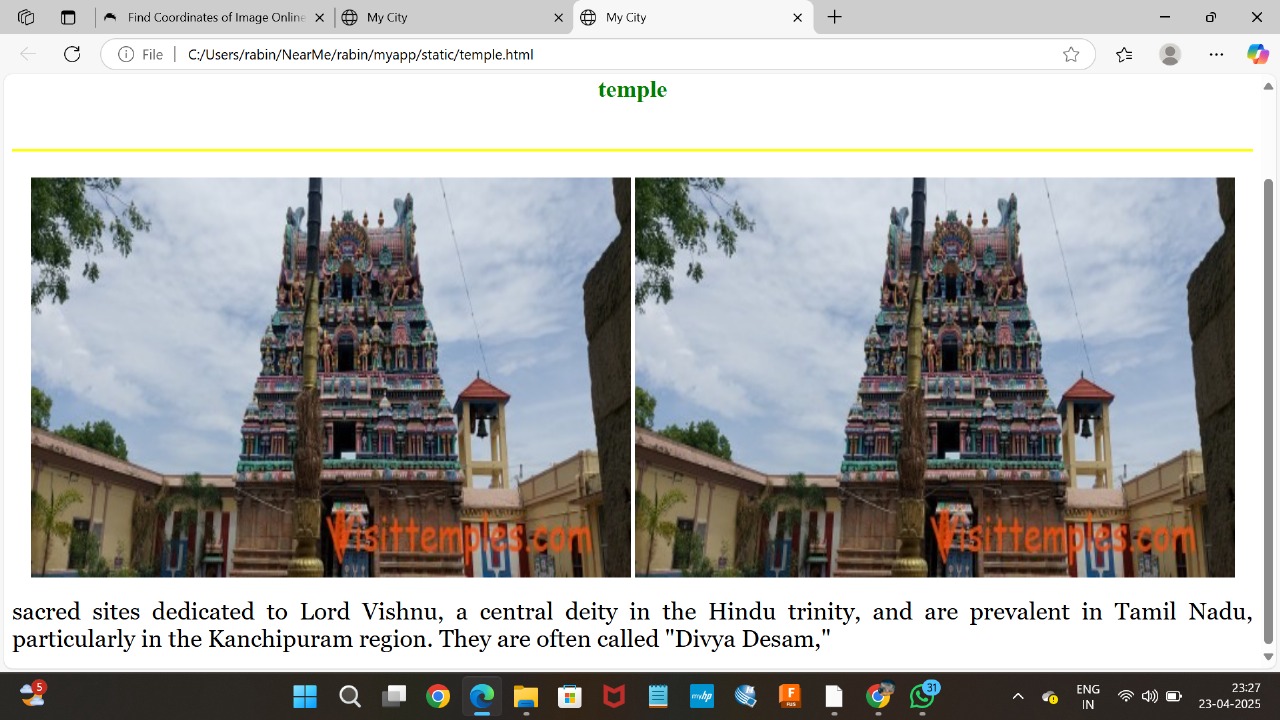 Find Coordinates of Image Online
My City
My City
File
C:/Users/rabin/NearMe/rabin/myapp/static/temple.html
temple
Visittemples.com
Visittemples.com
sacred sites dedicated to Lord Vishnu, a central deity in the Hindu trinity, and are prevalent in Tamil Nadu,
particularly in the Kanchipuram region. They are often called "Divya Desam,"
5
myhp
F
FUS
31
ENG
IN
23:27
23-04-2025